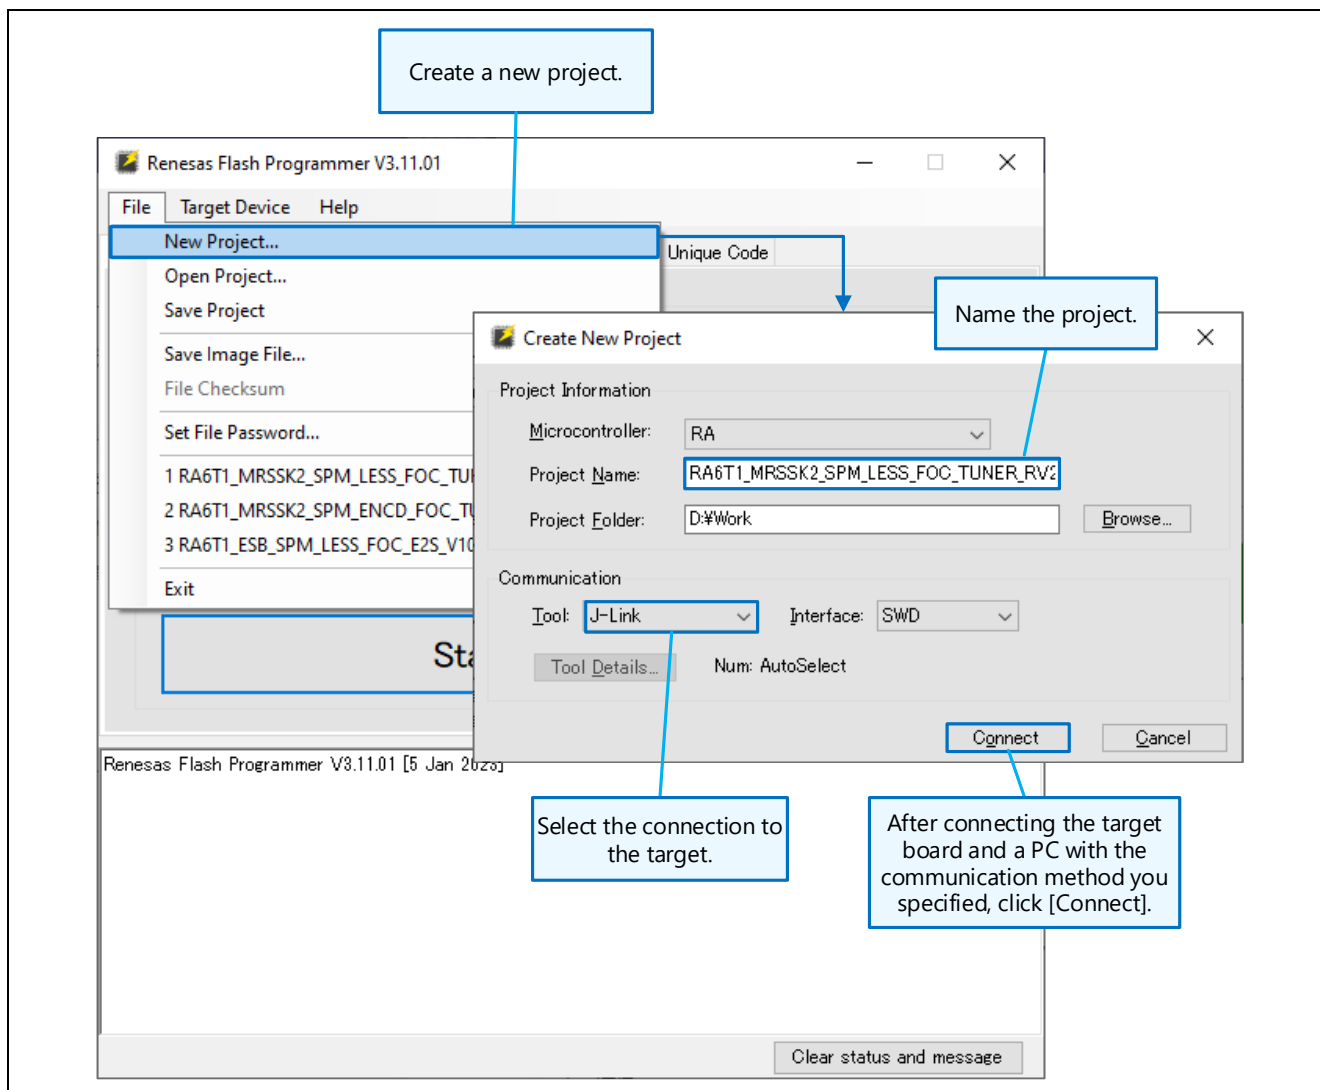 Create a new project.
Renesas Flash Programmer V3.11.01
File Target Device Help
New Project...
Unique Code
Open Project...
Save Project
Name the project.
Save Image File...
File Checksum
Set File Password...
1 RA6T1_MRSSK2_SPM_LESS_FOC_TU
2 RA6T1_MRSSK2_SPM_ENCD_FOC_T
3 RA6T1_ESB_SPM_LESS_FOC_E2S_V10
Exit
Create New Project
Project Information
Microcontroller: RA
Project Name: RA6T1_MRSSK2_SPM_LESS_FOC_TUNER_RV2
Project Folder: D:¥Work Browse...
Communication
Tool: J-Link Interface: SWD
Tool Details... Num: AutoSelect
Connect Cancel
Sta
Renesas Flash Programmer V3.11.01 [5 Jan 2023]
Select the connection to
the target.
After connecting the target
board and a PC with the
communication method you
specified, click [Connect].
Clear status and message